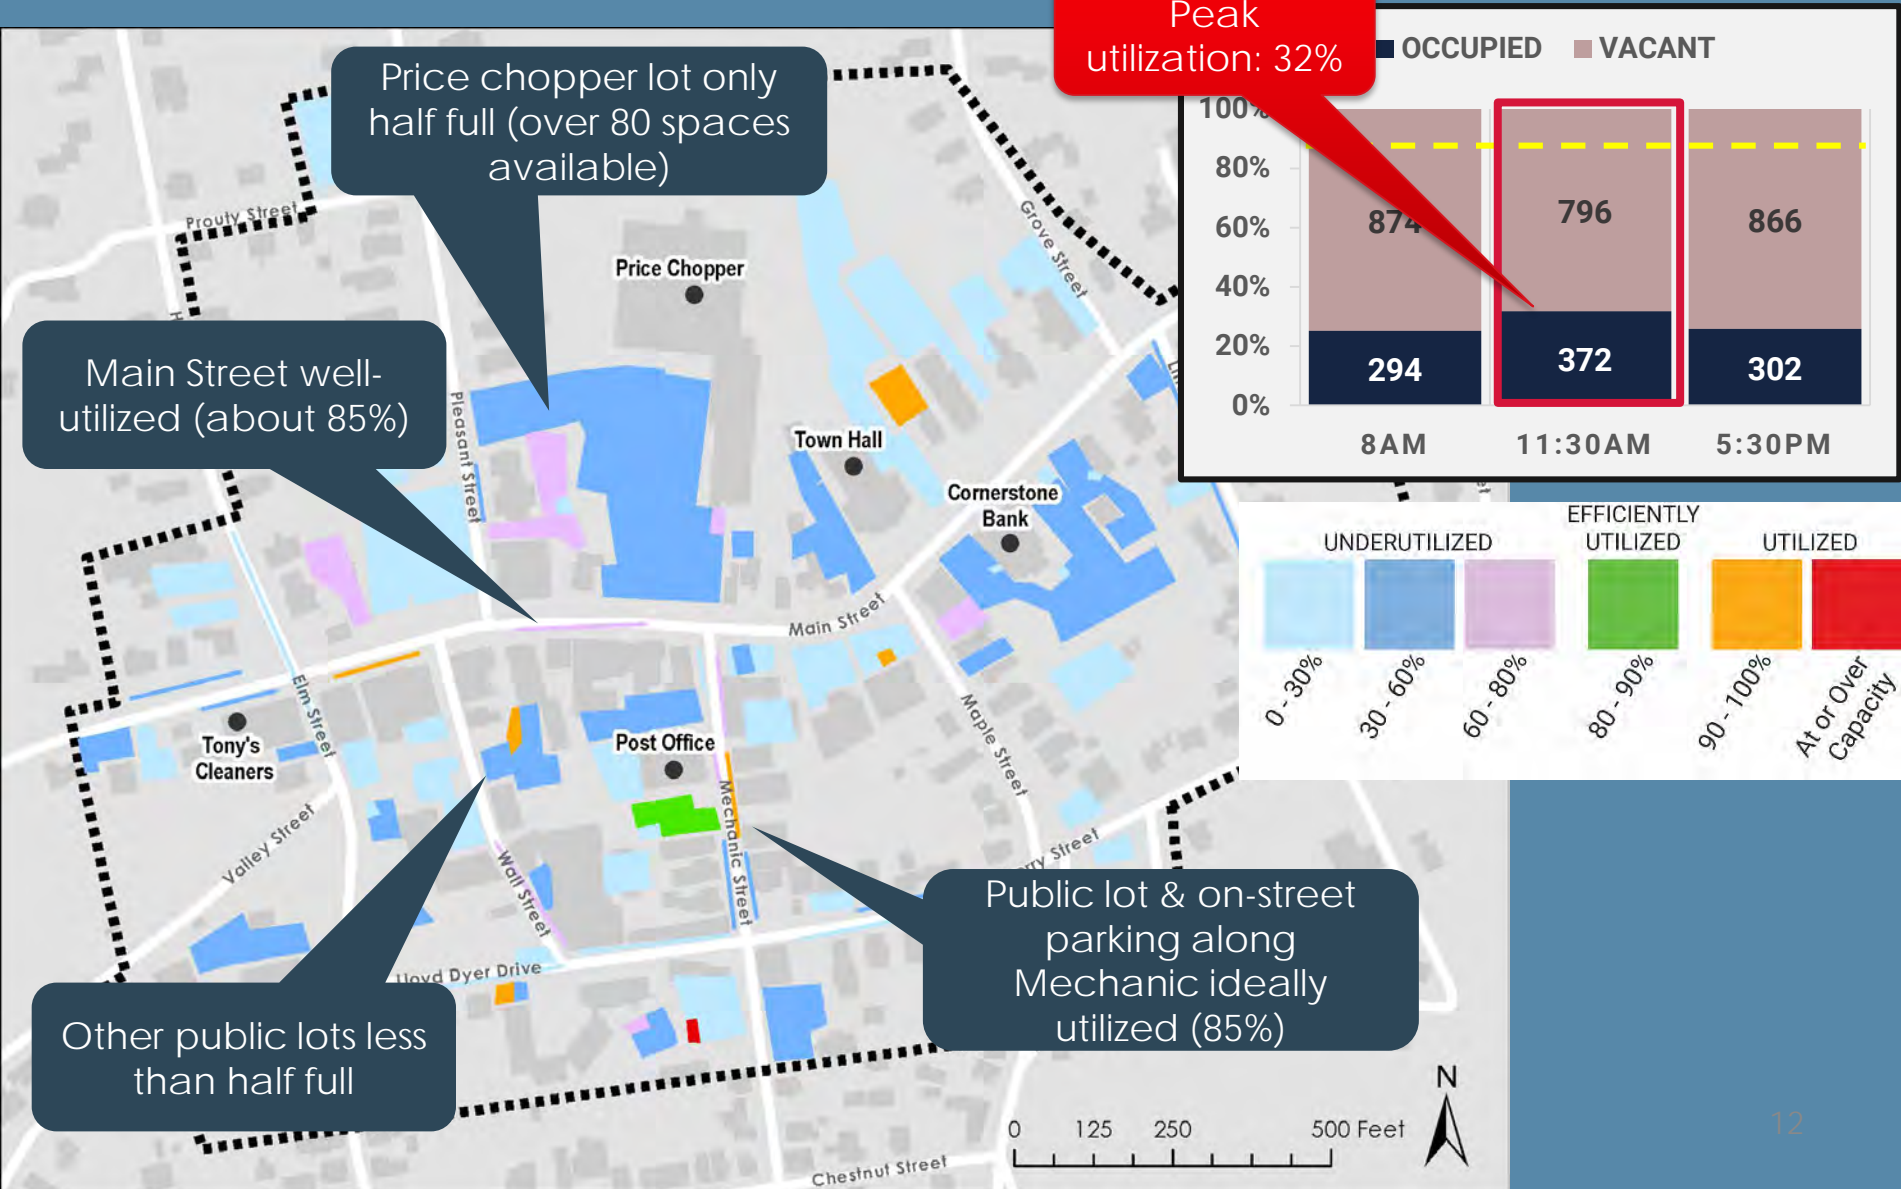 Peak
utilization: 32%
OCCUPIED VACANT
100%
80%
60%
40%
20%
0%
874
796
866
294
372
302
8AM 11:30AM 5:30PM
Price chopper lot only
half full (over 80 spaces
available)
Main Street well-
utilized (about 85%)
Other public lots less
than half full
Public lot & on-street
parking along
Mechanic ideally
utilized (85%)
Prouty Street
Grove Street
Price Chopper
Pleasant Street
Town Hall
Cornerstone
Bank
Main Street
Elm Street
Tony's
Cleaners
Post Office
Mechanic Street
Maple Street
Valley Street
Wall Street
Lloyd Dyer Drive
Street
Chestnut Street
UNDERUTILIZED
EFFICIENTLY
UTILIZED
UTILIZED
0 - 30%
30 - 60%
60 - 80%
80 - 90%
90 - 100%
At or Over
Capacity
N
0 125 250 500 Feet
12